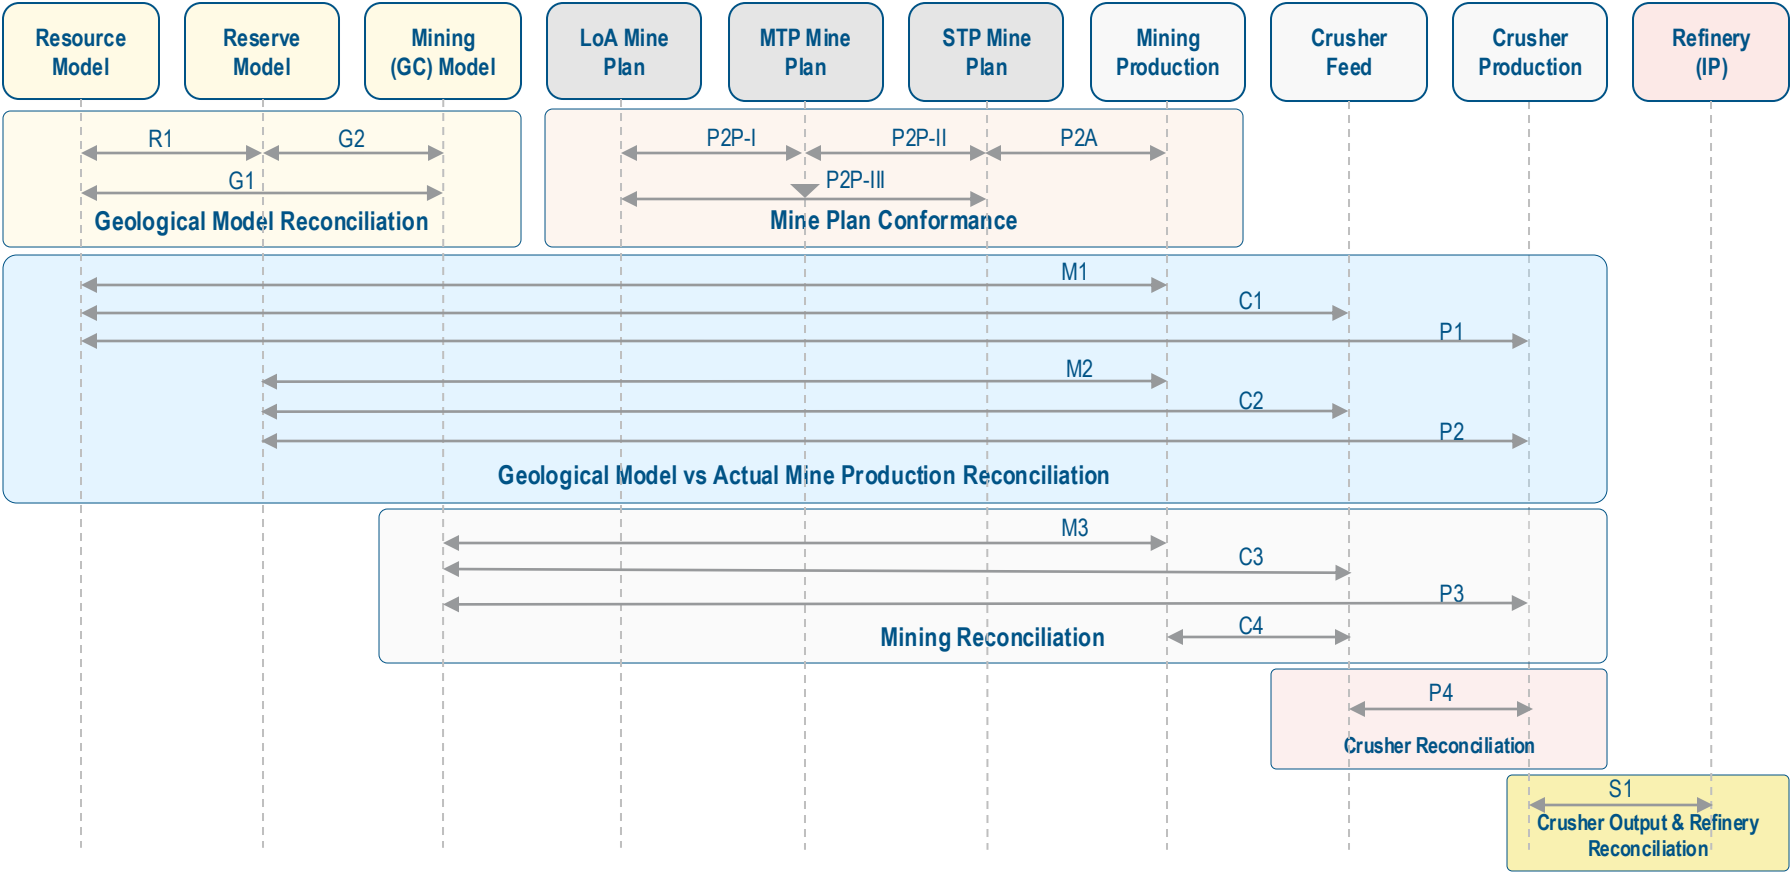 Resource
Model
Reserve
Model
Mining
(GC) Model
LoA Mine
Plan
MTP Mine
Plan
STP Mine
Plan
Mining
Production
Crusher
Feed
Crusher
Production
Refinery
(IP)
R1
G2
G1
Geological Model Reconciliation
P2P-I
P2P-II
P2A
P2P-III
Mine Plan Conformance
M1
C1
P1
M2
C2
P2
Geological Model vs Actual Mine Production Reconciliation
M3
C3
P3
C4
Mining Reconciliation
P4
Crusher Reconciliation
S1
Crusher Output & Refinery
Reconciliation